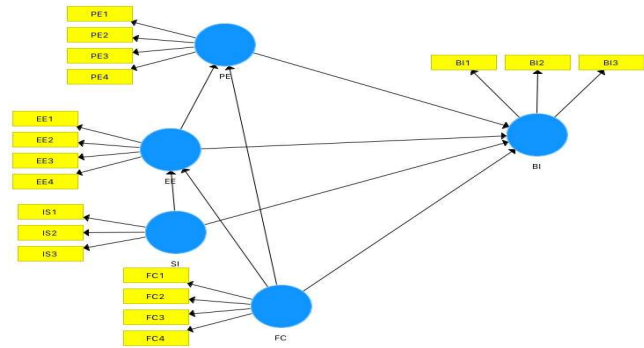 PE1
PE2
PE3
PE4
PE
BI1
BI2
BI3
BI
EE1
EE2
EE3
EE4
EE
IS1
IS2
IS3
SI
FC1
FC2
FC3
FC4
FC